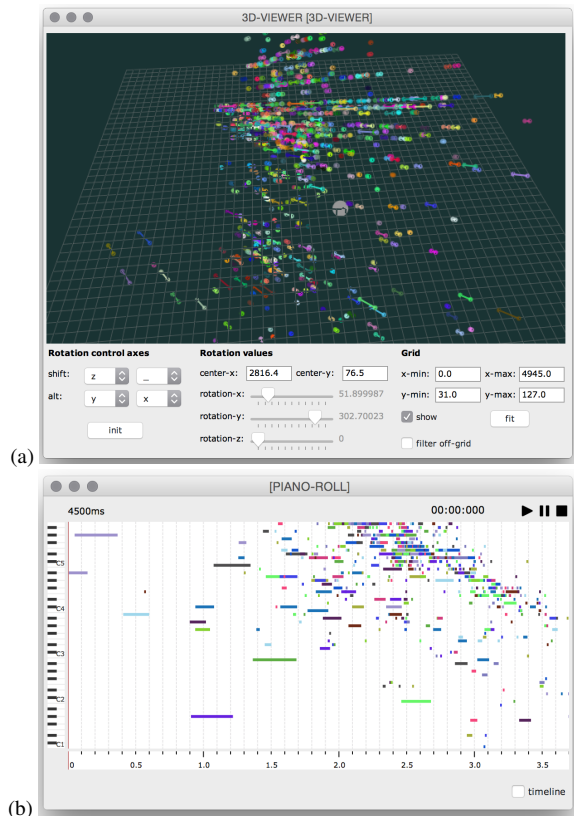 3D-VIEWER [3D-VIEWER]
Rotation control axes Rotation values Grid
shift: z _ center-x: 2816.4 center-y: 76.5 x-min: 0.0 x-max: 4945.0
alt: y x rotation-x: 51.899987 y-min: 31.0 y-max: 127.0
rotation-y: 302.70023 show fit
init
rotation-z: 0 filter off-grid
(a)
[PIANO-ROLL]
4500ms 00:00:000
C5
C4
C3
C2
C1
0 0.5 1.0 1.5 2.0 2.5 3.0 3.5
timeline
(b)